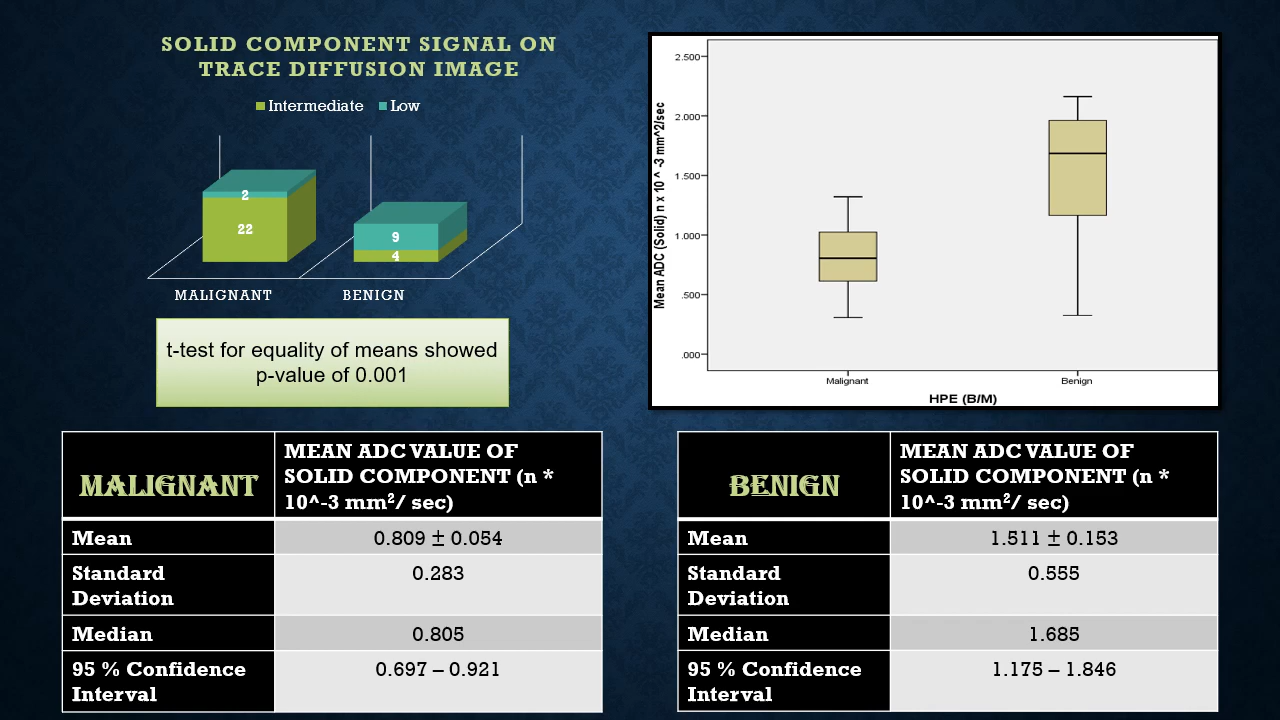 SOLID COMPONENT SIGNAL ON
TRACE DIFFUSION IMAGE
Intermediate Low
2
22
9
4
MALIGNANT BENIGN
t-test for equality of means showed
p-value of 0.001
Mean ADC (Solid) n x 10 ^ -3 mm^2/sec
2.500
2.000
1.500
1.000
.500
.000
Malignant Benign
HPE (B/M)
MALIGNANT
MEAN ADC VALUE OF
SOLID COMPONENT (n *
10^-3 mm²/ sec)
Mean 0.809 ± 0.054
Standard 0.283
Deviation
Median 0.805
95 % Confidence 0.697 – 0.921
Interval
BENIGN
MEAN ADC VALUE OF
SOLID COMPONENT (n *
10^-3 mm²/ sec)
Mean 1.511 ± 0.153
Standard 0.555
Deviation
Median 1.685
95 % Confidence 1.175 – 1.846
Interval